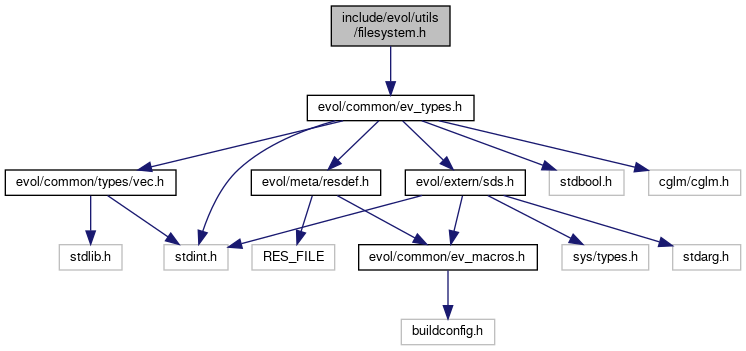 include/evol/utils
/filesystem.h
evol/common/ev_types.h
evol/common/types/vec.h
evol/meta/resdef.h
evol/extern/sds.h
stdbool.h
cglm/cglm.h
stdlib.h
stdint.h
RES_FILE
evol/common/ev_macros.h
sys/types.h
stdarg.h
buildconfig.h